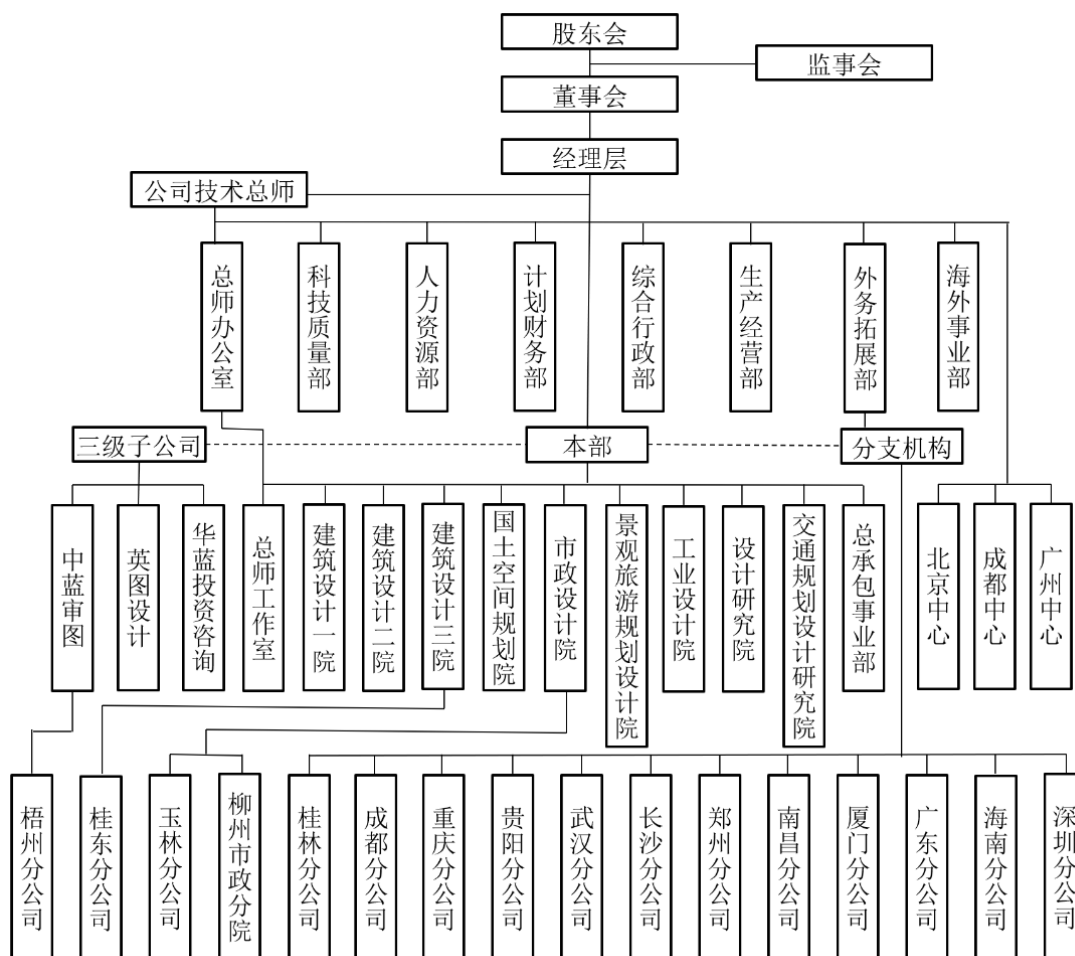 股东会
监事会
董事会
经理层
公司技术总师
总师办公室
科技质量部
人力资源部
计划财务部
综合行政部
生产经营部
外务拓展部
海外事业部
三级子公司
本部
分支机构
中蓝审图
英图设计
华蓝投资咨询
总师工作室
建筑设计一院
建筑设计二院
建筑设计三院
国土空间规划院
市政设计院
景观旅游规划设计院
工业设计院
设计研究院
交通规划设计研究院
总承包事业部
北京中心
成都中心
广州中心
梧州分公司
桂东分公司
玉林分公司
柳州市政分院
桂林分公司
成都分公司
重庆分公司
贵阳分公司
武汉分公司
长沙分公司
郑州分公司
南昌分公司
厦门分公司
广东分公司
海南分公司
深圳分公司